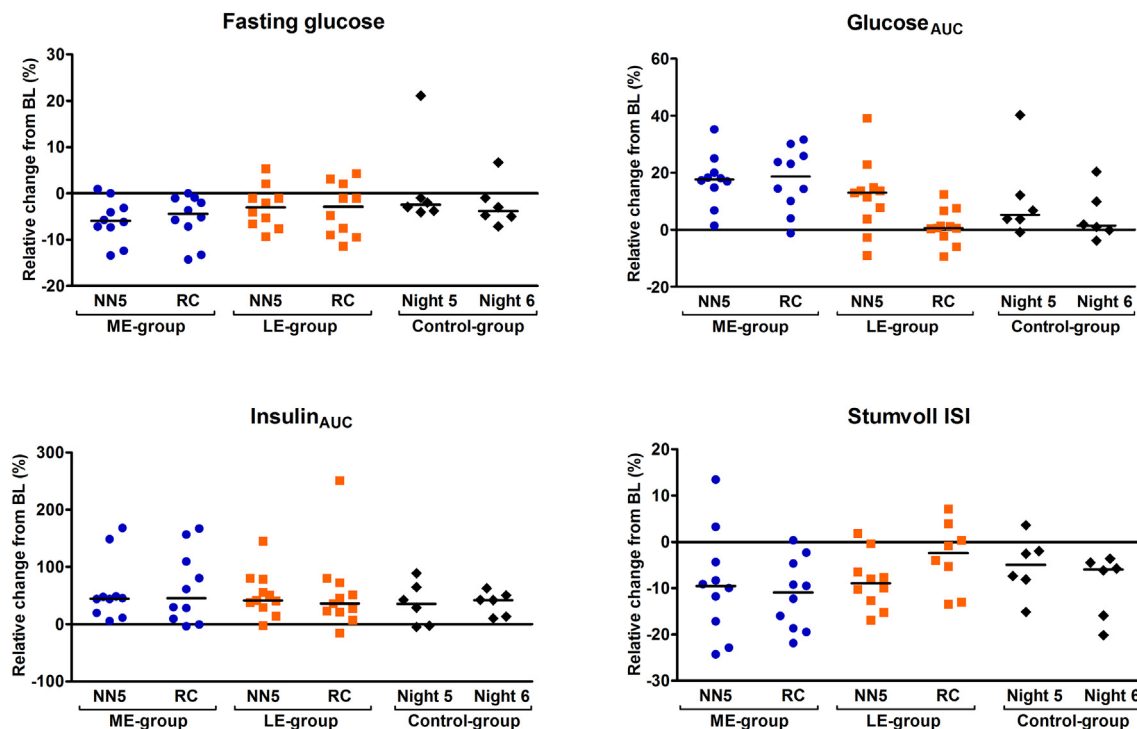 Fasting glucose
Relative change from BL (%)
30
20
10
0
-10
-20
NN5 RC NN5 RC Night 5 Night 6
ME-group LE-group Control-group
Glucose AUC
Relative change from BL (%)
60
40
20
0
-20
NN5 RC NN5 RC Night 5 Night 6
ME-group LE-group Control-group
Insulin AUC
Relative change from BL (%)
300
200
100
0
-100
NN5 RC NN5 RC Night 5 Night 6
ME-group LE-group Control-group
Stumvoll ISI
Relative change from BL (%)
20
10
0
-10
-20
-30
NN5 RC NN5 RC Night 5 Night 6
ME-group LE-group Control-group